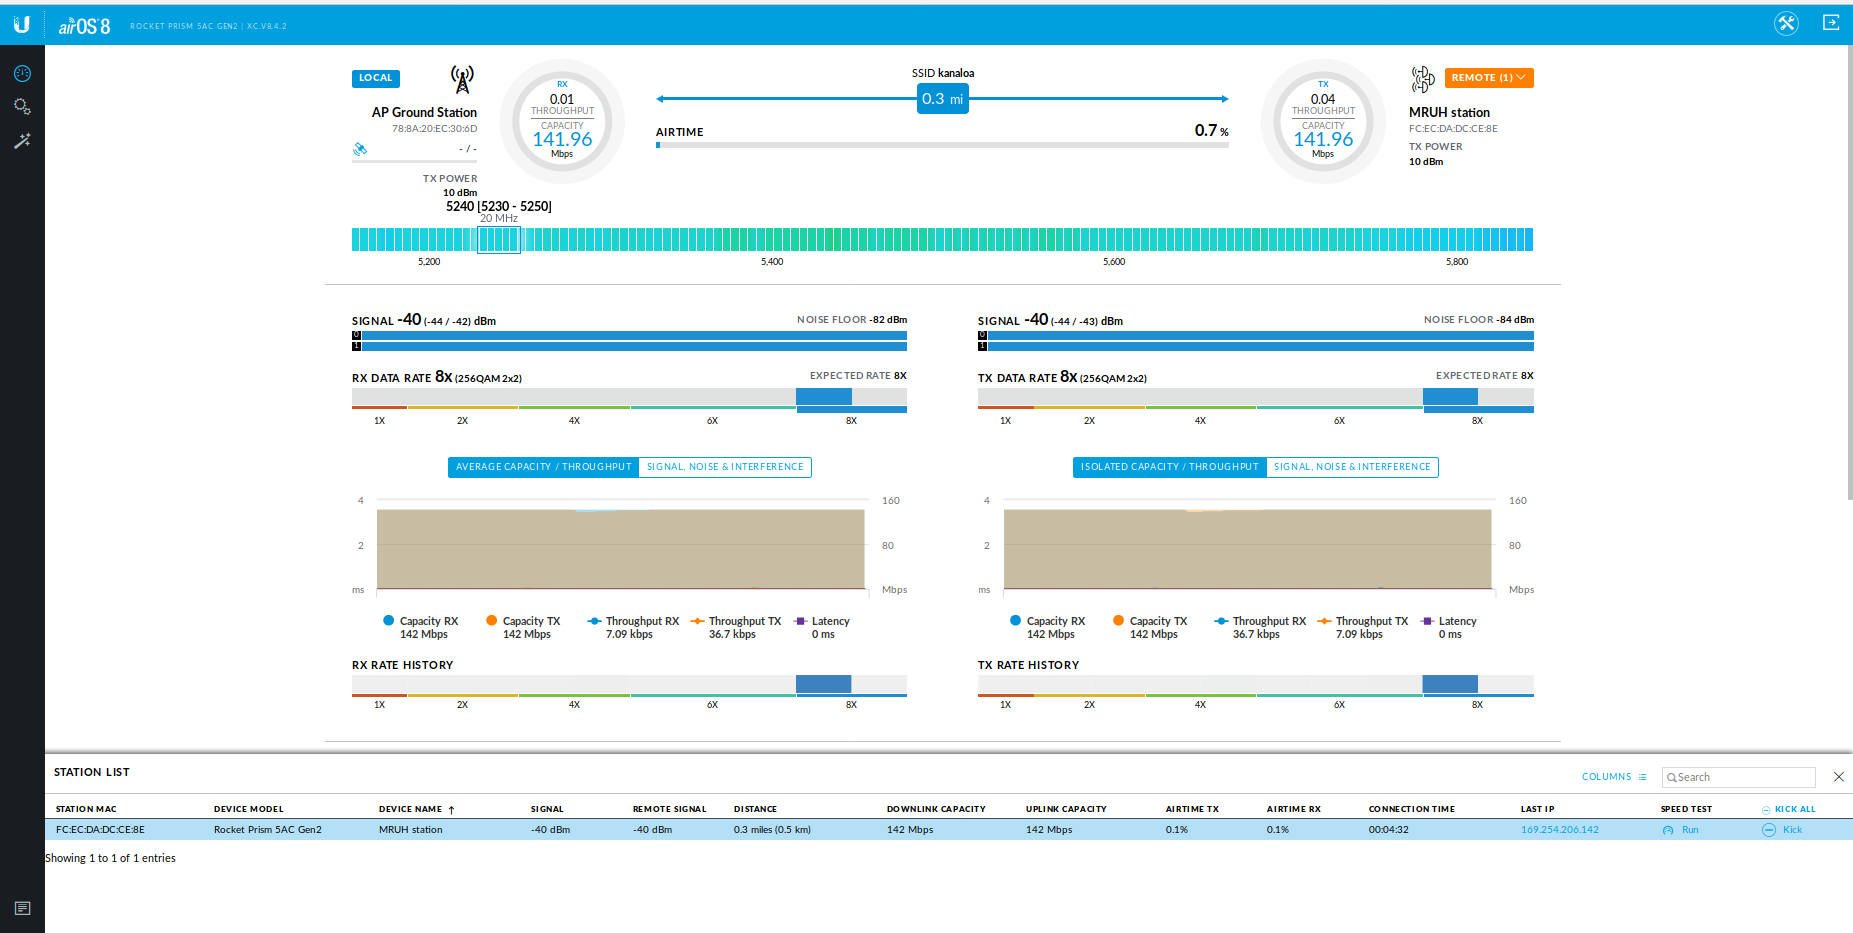 airOS 8 ROCKET PRISM 5AC GEN2 | XC.V8.4.2
LOCAL
AP Ground Station
78:8A:20:EC:30:6D
- / -
TX POWER
10 dBm
RX
0.01
THROUGHPUT
CAPACITY
141.96
Mbps
SSID kanaloa
0.3 mi
AIRTIME 0.7 %
TX
0.04
THROUGHPUT
CAPACITY
141.96
Mbps
REMOTE (1)
MRUH station
FC:EC:DA:DC:CE:8E
TX POWER
10 dBm
5240 [5230 - 5250]
20 MHz
5,200 5,400 5,600 5,800
SIGNAL -40 (-44 / -42) dBm NOISE FLOOR -82 dBm
0
1
RX DATA RATE 8x (256QAM 2x2) EXPECTED RATE 8X
1X 2X 4X 6X 8X
SIGNAL -40 (-44 / -43) dBm NOISE FLOOR -84 dBm
0
1
TX DATA RATE 8x (256QAM 2x2) EXPECTED RATE 8X
1X 2X 4X 6X 8X
AVERAGE CAPACITY / THROUGHPUT SIGNAL, NOISE & INTERFERENCE
4 160
2 80
ms Mbps
Capacity RX Capacity TX Throughput RX Throughput TX Latency
142 Mbps 142 Mbps 7.09 kbps 36.7 kbps 0 ms
RX RATE HISTORY
1X 2X 4X 6X 8X
ISOLATED CAPACITY / THROUGHPUT SIGNAL, NOISE & INTERFERENCE
4 160
2 80
ms Mbps
Capacity RX Capacity TX Throughput RX Throughput TX Latency
142 Mbps 142 Mbps 36.7 kbps 7.09 kbps 0 ms
TX RATE HISTORY
1X 2X 4X 6X 8X
STATION LIST
COLUMNS Search
STATION MAC DEVICE MODEL DEVICE NAME SIGNAL REMOTE SIGNAL DISTANCE DOWNLINK CAPACITY UPLINK CAPACITY AIRTIME TX AIRTIME RX CONNECTION TIME LAST IP SPEED TEST KICK ALL
FC:EC:DA:DC:CE:8E Rocket Prism 5AC Gen2 MRUH station -40 dBm -40 dBm 0.3 miles (0.5 km) 142 Mbps 142 Mbps 0.1% 0.1% 00:04:32 169.254.206.142 Run Kick
Showing 1 to 1 of 1 entries